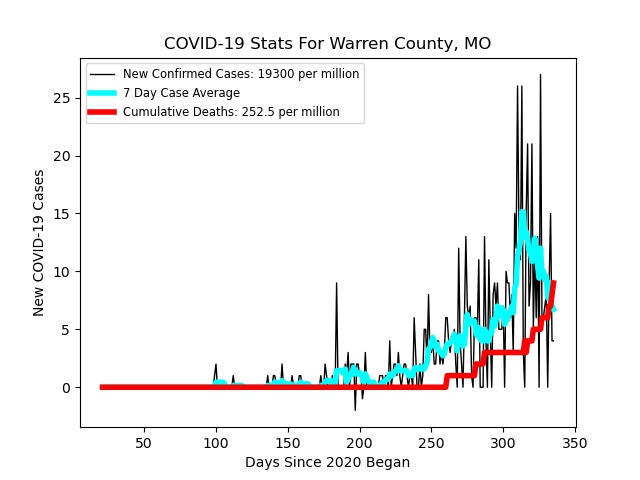 COVID-19 Stats For Warren County, MO
New Confirmed Cases: 19300 per million
7 Day Case Average
Cumulative Deaths: 252.5 per million
New COVID-19 Cases
25
20
15
10
5
0
50 100 150 200 250 300 350
Days Since 2020 Began